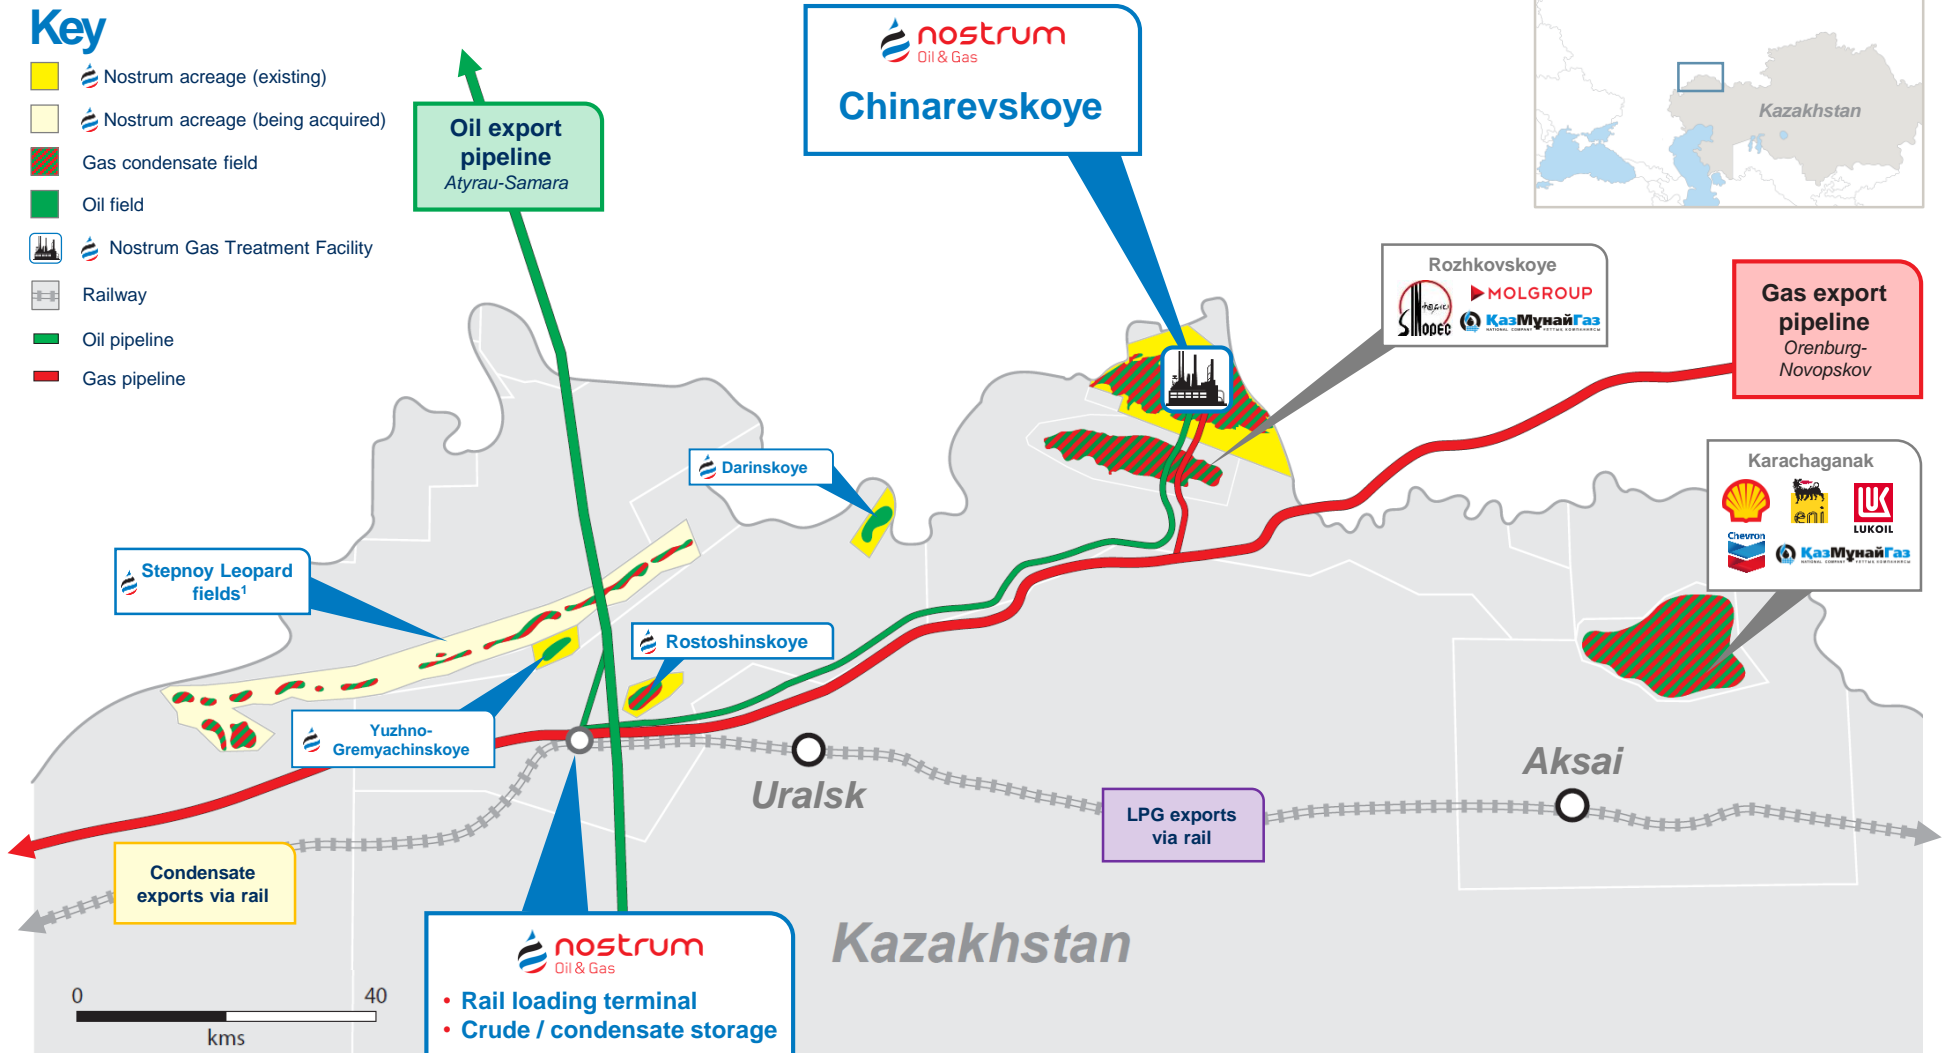 Key
Nostrum acreage (existing)
Nostrum acreage (being acquired)
Gas condensate field
Oil field
Nostrum Gas Treatment Facility
Railway
Oil pipeline
Gas pipeline
Oil export
pipeline
Atyrau-Samara
nostrum
Oil & Gas
Chinarevskoye
Kazakhstan
Rozhkovskoye
MOLGROUP
ҚазМұнайГаз
Gas export
pipeline
Orenburg-
Novopskov
Karachaganak
eni
LUK
LUKOIL
Chevron
ҚазМұнайГаз
Darinskoye
Stepnoy Leopard
fields¹
Rostoshinskoye
Yuzhno-
Gremyachinskoye
Uralsk
Aksai
LPG exports
via rail
Condensate
exports via rail
Kazakhstan
nostrum
Oil & Gas
• Rail loading terminal
• Crude / condensate storage
0 40
kms